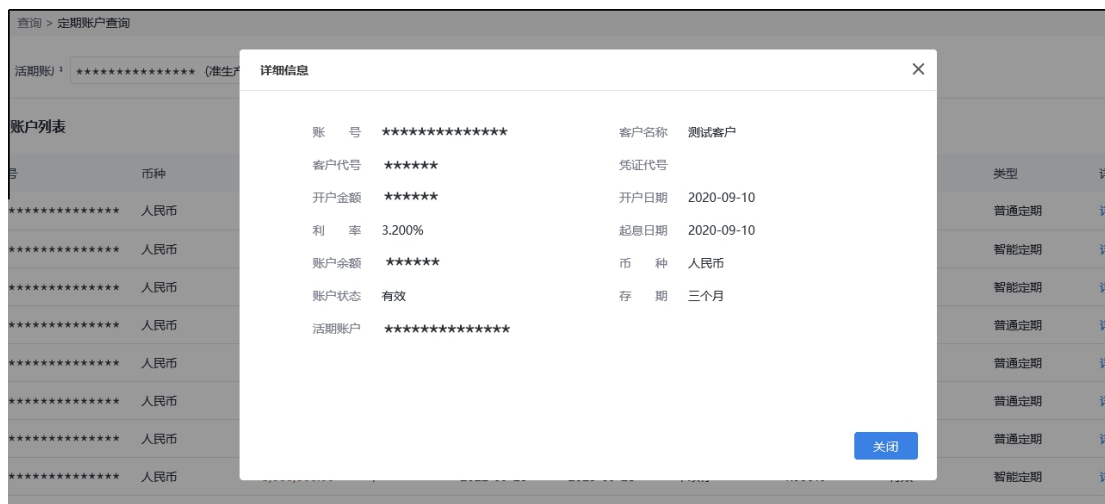 查询 > 定期账户查询
活期账户 *************** (准生产
账户列表
详细信息
账 号 ************** 客户名称 测试客户
客户代号 ****** 凭证代号
开户金额 ****** 开户日期 2020-09-10
利 率 3.200% 起息日期 2020-09-10
账户余额 ****** 币 种 人民币
账户状态 有效 存 期 三个月
活期账户 **************
关闭
号 币种 类型
************** 人民币 普通定期
************** 人民币 智能定期
************** 人民币 智能定期
************** 人民币 普通定期
************** 人民币 普通定期
************** 人民币 普通定期
************** 人民币 普通定期
************** 人民币 智能定期